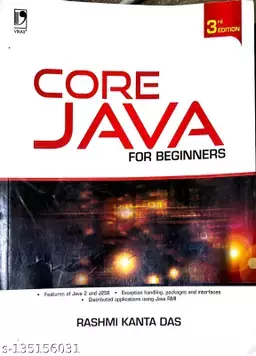 VIKAS
3rd
EDITION
CORE
JAVA
FOR BEGINNERS
• Features of Java 2 and J2SE • Exception handling, packages and interfaces
• Distributed applications using Java RMI
RASHMI KANTA DAS
s-135156031